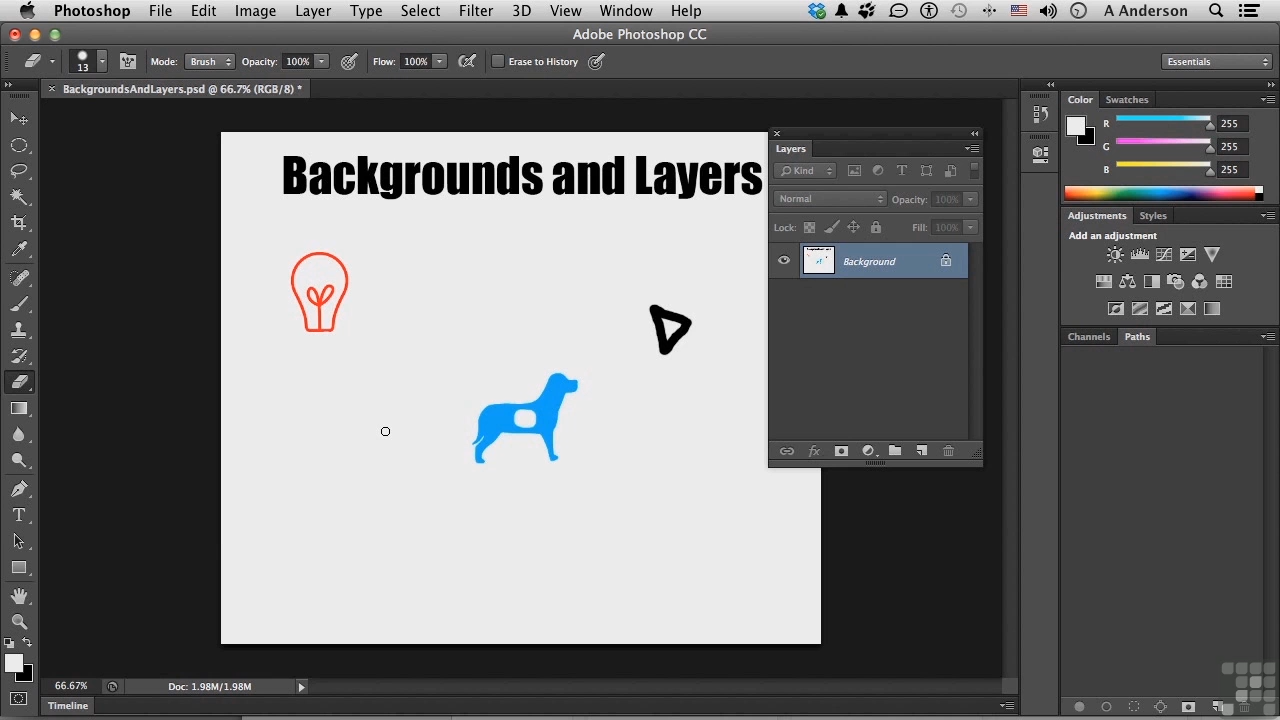 Photoshop File Edit Image Layer Type Select Filter 3D View Window Help A Anderson
Adobe Photoshop CC
13 Mode: Brush Opacity: 100% Flow: 100% Erase to History Essentials
× BackgroundsAndLayers.psd @ 66.7% (RGB/8) *
Color Swatches
R 255
G 255
B 255
Backgrounds and Layers
Layers
Kind
Normal Opacity: 100%
Lock: Fill: 100%
Background
fx
Adjustments Styles
Add an adjustment
Channels Paths
T
66.67% Doc: 1.98M/1.98M
Timeline